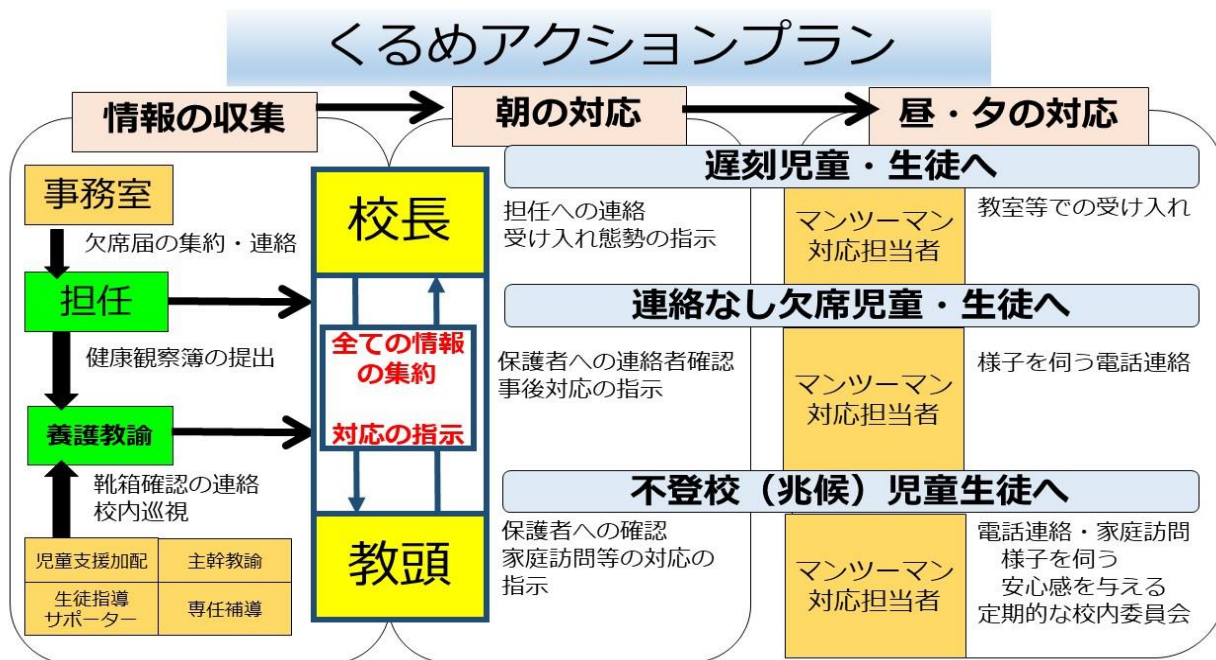 くるめアクションプラン
情報の収集
朝の対応
昼・夕の対応
事務室
欠席届の集約・連絡
担任
健康観察簿の提出
養護教諭
靴箱確認の連絡
校内巡視
児童支援加配
主幹教諭
生徒指導
サポーター
専任補導
校長
全ての情報
の集約
対応の指示
教頭
遅刻児童・生徒へ
担任への連絡
受け入れ態勢の指示
マンツーマン
対応担当者
教室等での受け入れ
連絡なし欠席児童・生徒へ
保護者への連絡者確認
事後対応の指示
マンツーマン
対応担当者
様子を伺う電話連絡
不登校（兆候）児童生徒へ
保護者への確認
家庭訪問等の対応の
指示
マンツーマン
対応担当者
電話連絡・家庭訪問
様子を伺う
安心感を与える
定期的な校内委員会